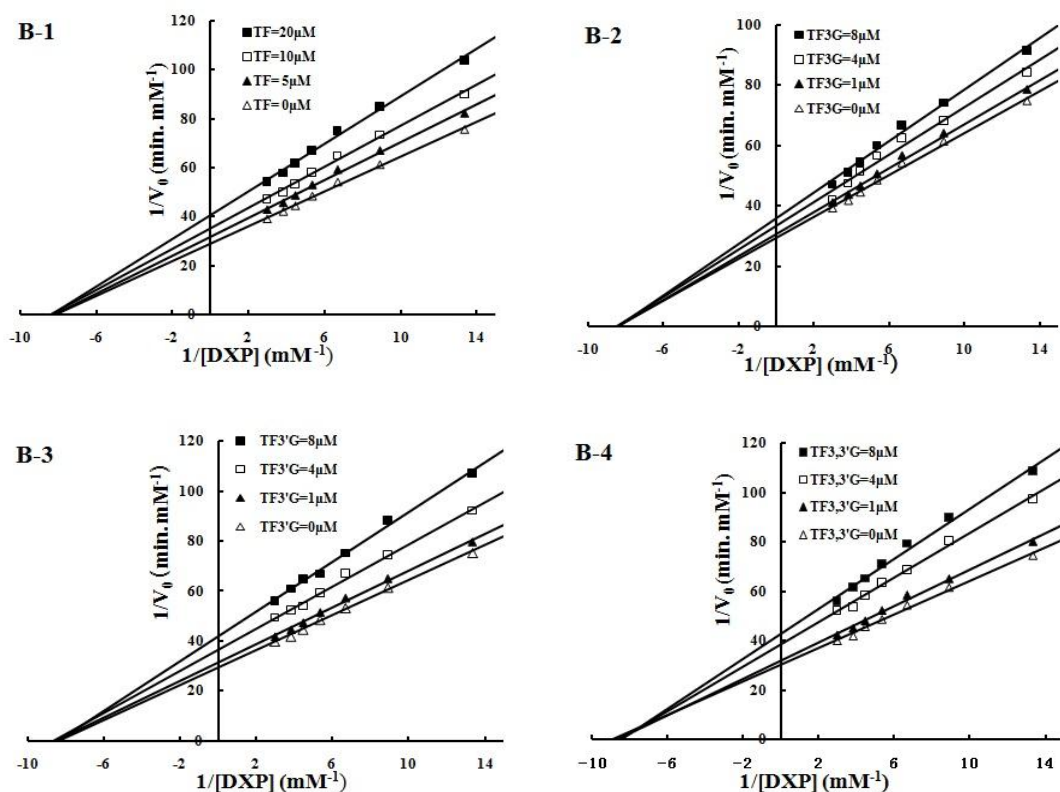 B-1
TF=20μM
TF=10μM
TF= 5μM
TF= 0μM
1/V0 (min. mM-1)
120
100
80
60
40
20
0
-10
-6
-2
2
6
10
14
1/[DXP] (mM-1)
B-2
TF3G=8μM
TF3G=4μM
TF3G=1μM
TF3G=0μM
1/V0 (min. mM-1)
100
80
60
40
20
0
-10
-6
-2
2
6
10
14
1/[DXP] (mM-1)
B-3
TF3'G=8μM
TF3'G=4μM
TF3'G=1μM
TF3'G=0μM
1/V0 (min. mM-1)
120
100
80
60
40
20
0
-10
-6
-2
2
6
10
14
1/[DXP] (mM-1)
B-4
TF3,3'G=8μM
TF3,3'G=4μM
TF3,3'G=1μM
TF3,3'G=0μM
1/V0 (min. mM-1)
120
100
80
60
40
20
0
-10
-6
-2
2
6
10
14
1/[DXP] (mM-1)